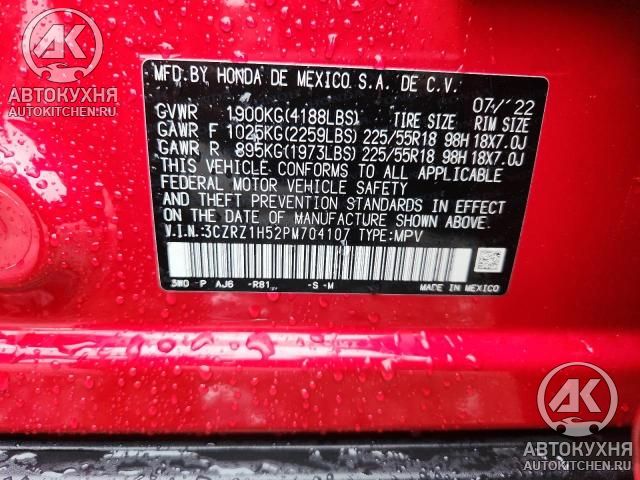 AK
АВТОКУХНЯ
AUTOKITCHEN.RU
MFD. BY HONDA DE MEXICO S.A. DE C.V.
07/'22
GVWR 1900KG(4188LBS) TIRE SIZE RIM SIZE
GAWR F 1025KG(2259LBS) 225/55R18 98H 18X7.0J
GAWR R 895KG(1973LBS) 225/55R18 98H 18X7.0J
THIS VEHICLE CONFORMS TO ALL APPLICABLE
FEDERAL MOTOR VEHICLE SAFETY
AND THEFT PREVENTION STANDARDS IN EFFECT
ON THE DATE OF MANUFACTURE SHOWN ABOVE.
V.I.N:3CZRZ1H52PM704107 TYPE:MPV
3W0 -P AJ6 -R81 -S -M
MADE IN MEXICO
AK
АВТОКУХНЯ
AUTOKITCHEN.RU